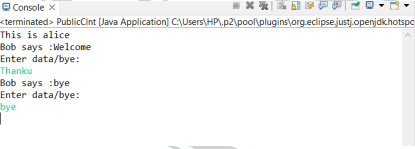 Console
<terminated> PublicClnt [Java Application] C:\Users\HP\.p2\pool\plugins\org.eclipse.justj.openjdk.hotspo
This is alice
Bob says :Welcome
Enter data/bye:
Thanku
Bob says :bye
Enter data/bye:
bye